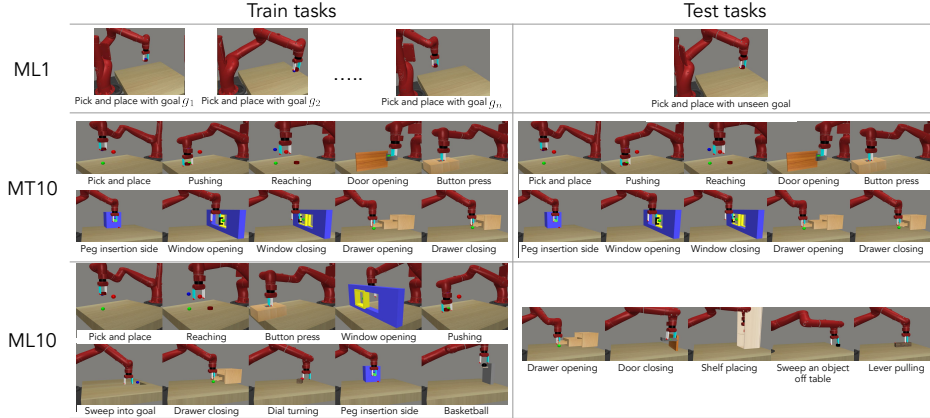 Train tasks
Test tasks
ML1
Pick and place with goal g₁
Pick and place with goal g₂
.....
Pick and place with goal gₙ
Pick and place with unseen goal
MT10
Pick and place
Pushing
Reaching
Door opening
Button press
Pick and place
Pushing
Reaching
Door opening
Button press
Peg insertion side
Window opening
Window closing
Drawer opening
Drawer closing
Peg insertion side
Window opening
Window closing
Drawer opening
Drawer closing
ML10
Pick and place
Reaching
Button press
Window opening
Pushing
Sweep into goal
Drawer closing
Dial turning
Peg insertion side
Basketball
Drawer opening
Door closing
Shelf placing
Sweep an object
off table
Lever pulling